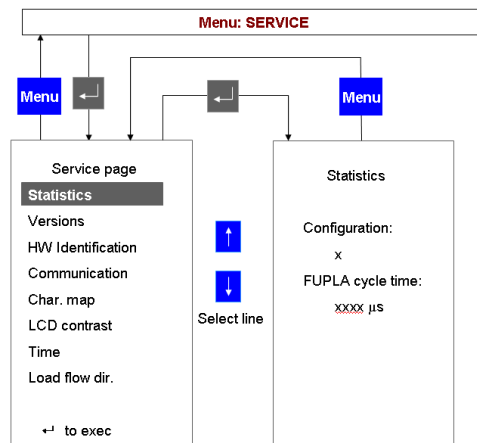 Menu: SERVICE
Menu
Menu
Service page
Statistics
Versions
HW Identification
Communication
Char. map
LCD contrast
Time
Load flow dir.
↵ to exec
↑
↓
Select line
Statistics
Configuration:
x
FUPLA cycle time:
xxxx µs